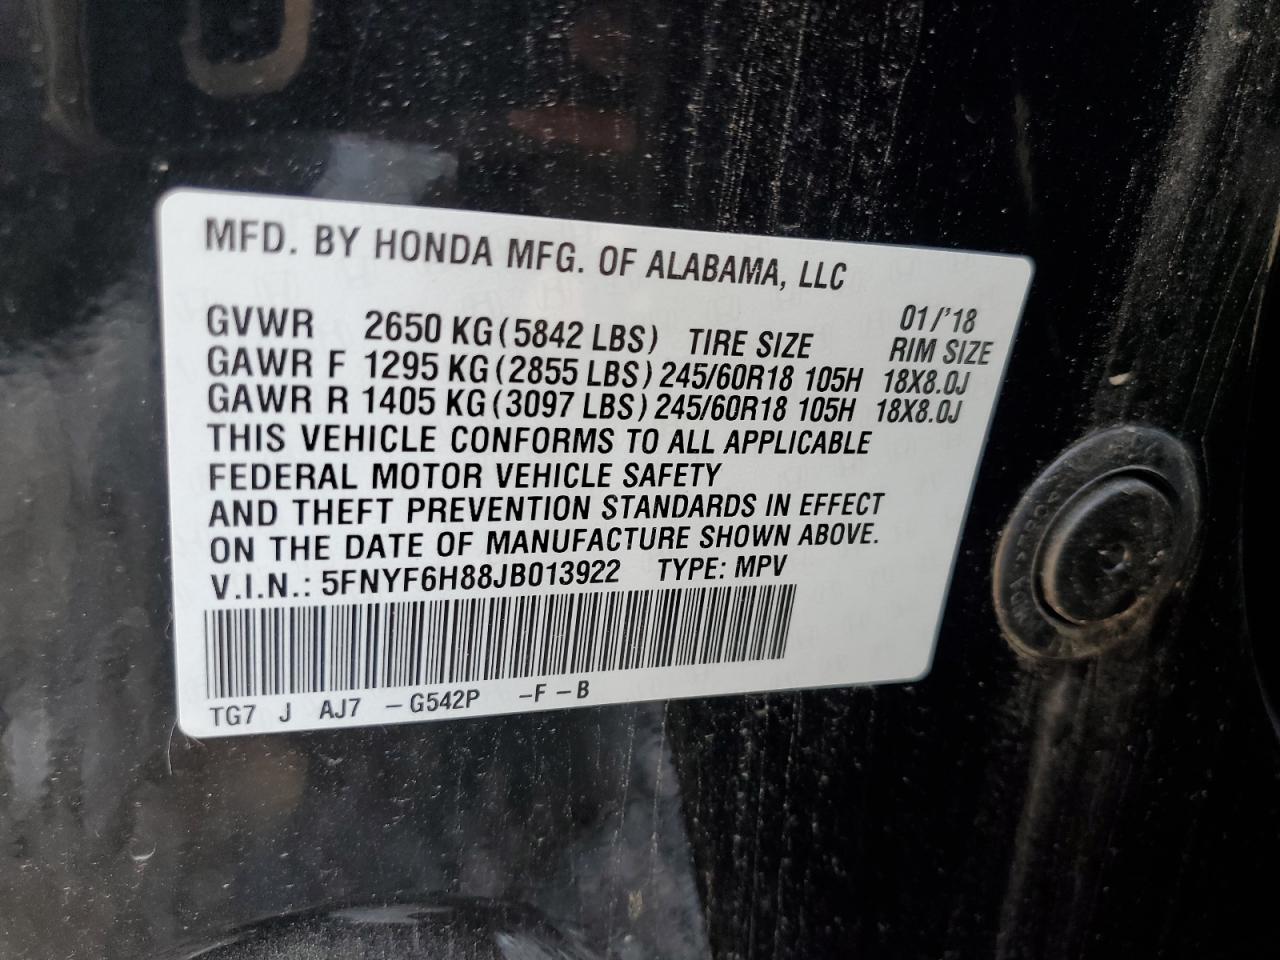 MFD. BY HONDA MFG. OF ALABAMA, LLC
01/'18
GVWR 2650 KG (5842 LBS) TIRE SIZE RIM SIZE
GAWR F 1295 KG (2855 LBS) 245/60R18 105H 18X8.0J
GAWR R 1405 KG (3097 LBS) 245/60R18 105H 18X8.0J
THIS VEHICLE CONFORMS TO ALL APPLICABLE
FEDERAL MOTOR VEHICLE SAFETY
AND THEFT PREVENTION STANDARDS IN EFFECT
ON THE DATE OF MANUFACTURE SHOWN ABOVE.
V.I.N.: 5FNYF6H88JB013922 TYPE: MPV
TG7 J AJ7 -G542P -F-B